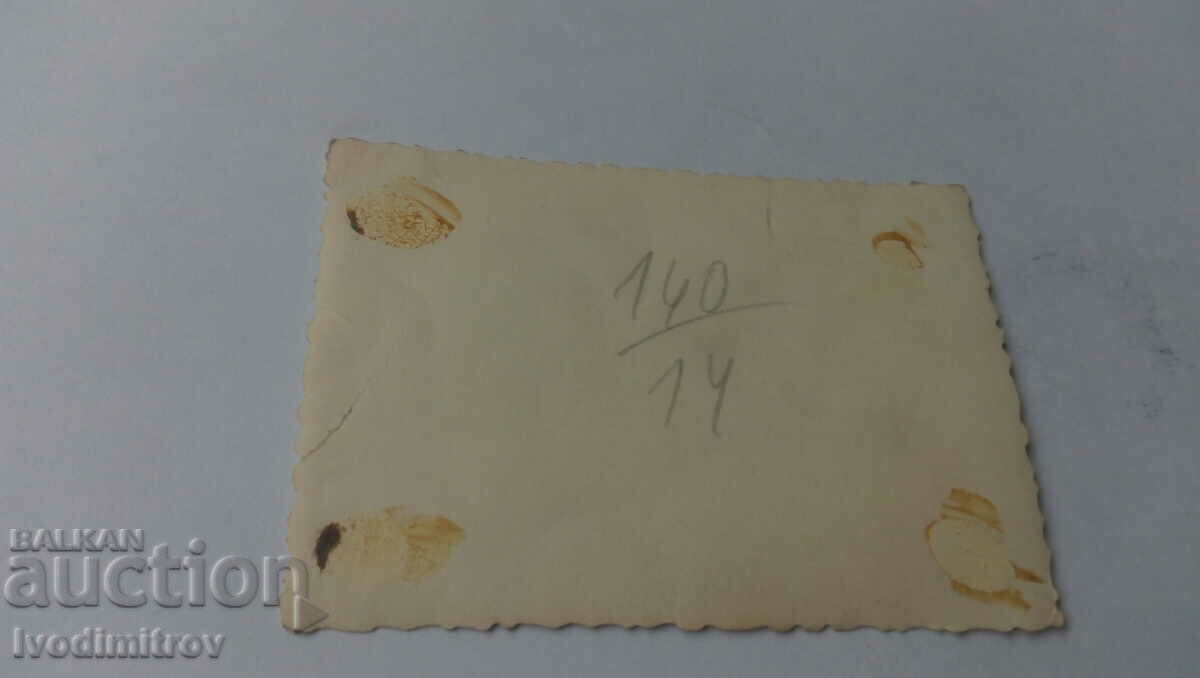 140
14
BALKAN
auction
Ivodimitrov